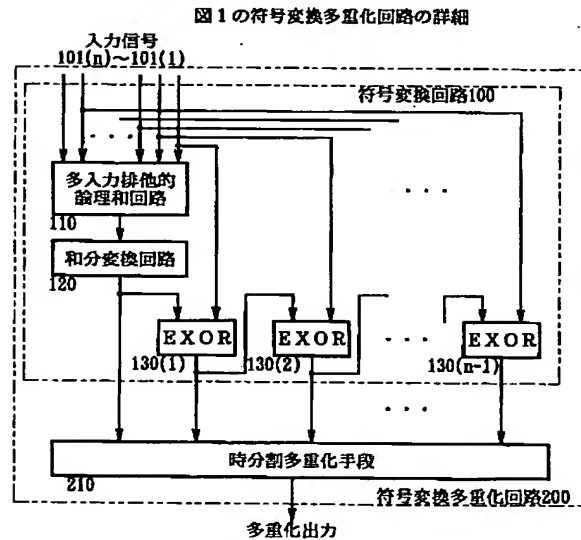 図1の符号変換多重化回路の詳細
入力信号
101(n)～101(1)
符号変換回路100
・・・
・・・
多入力排他的
論理和回路
110
和分変換回路
120
EXOR
EXOR
・・・
EXOR
130(1)
130(2)
130(n-1)
・・・
時分割多重化手段
210
符号変換多重化回路200
多重化出力